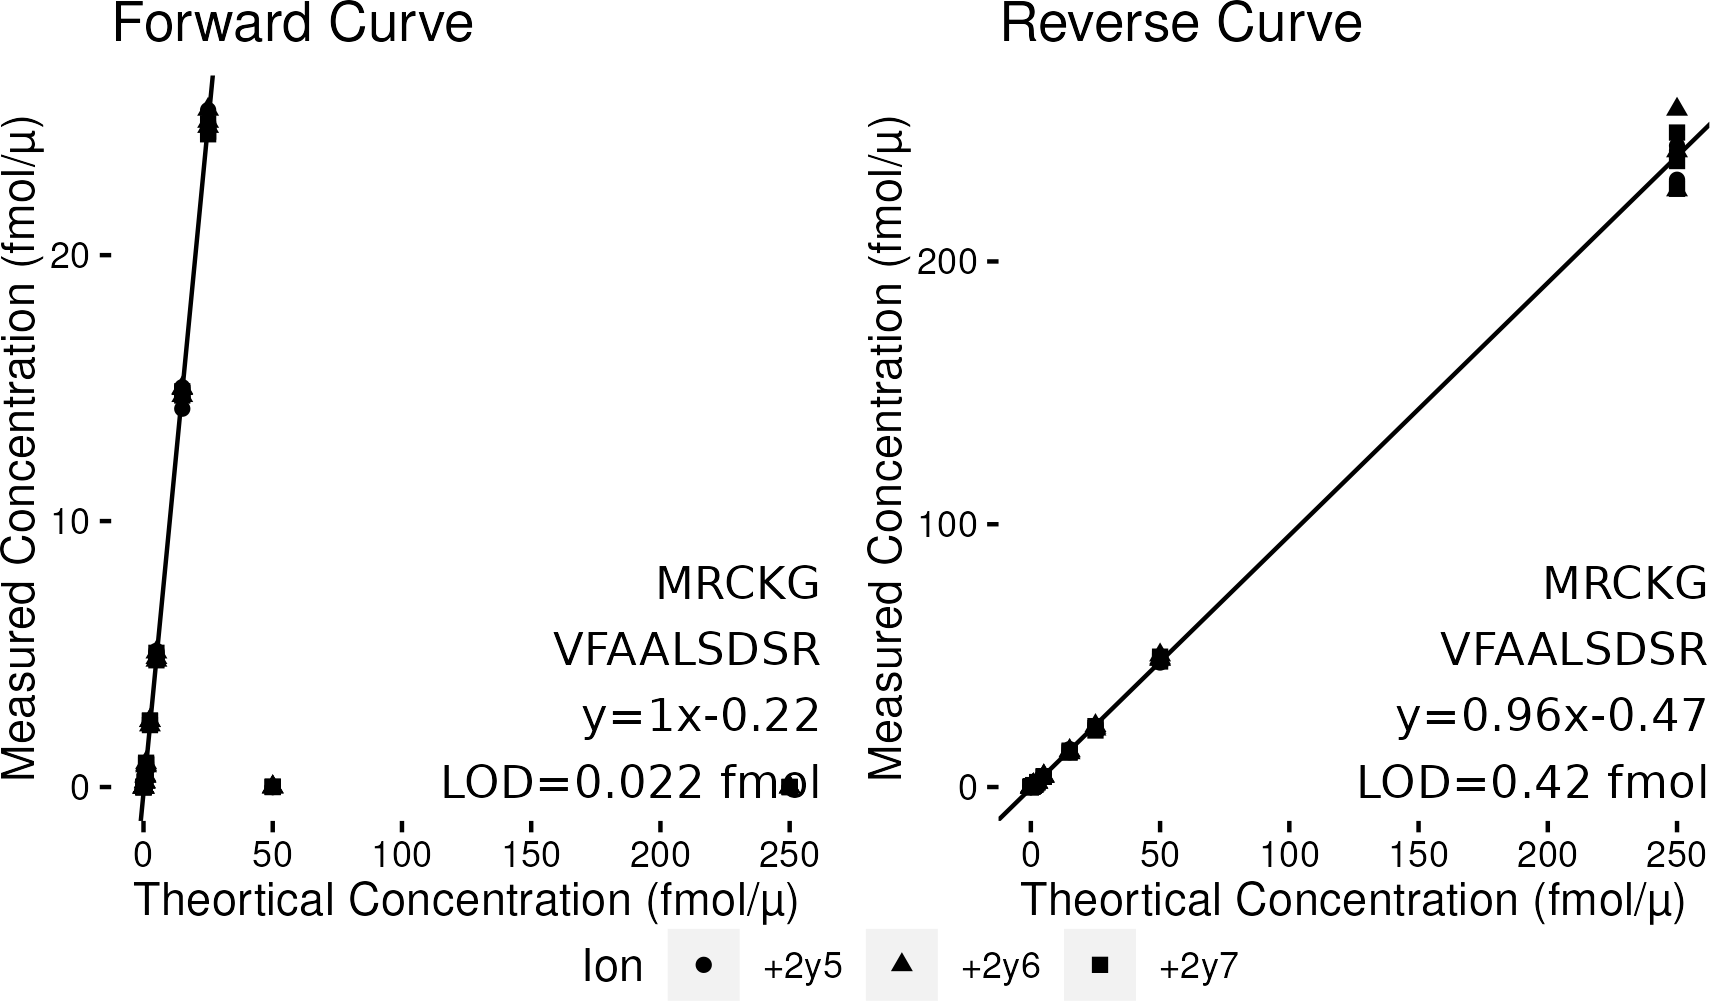 Forward Curve
Measured Concentration (fmol/µ)
20
10
0
MRCKG
VFAALSDSR
y=1x-0.22
LOD=0.022 fmol
0 50 100 150 200 250
Theortical Concentration (fmol/µ)
Reverse Curve
Measured Concentration (fmol/µ)
200
100
0
MRCKG
VFAALSDSR
y=0.96x-0.47
LOD=0.42 fmol
0 50 100 150 200 250
Theortical Concentration (fmol/µ)
Ion +2y5 +2y6 +2y7